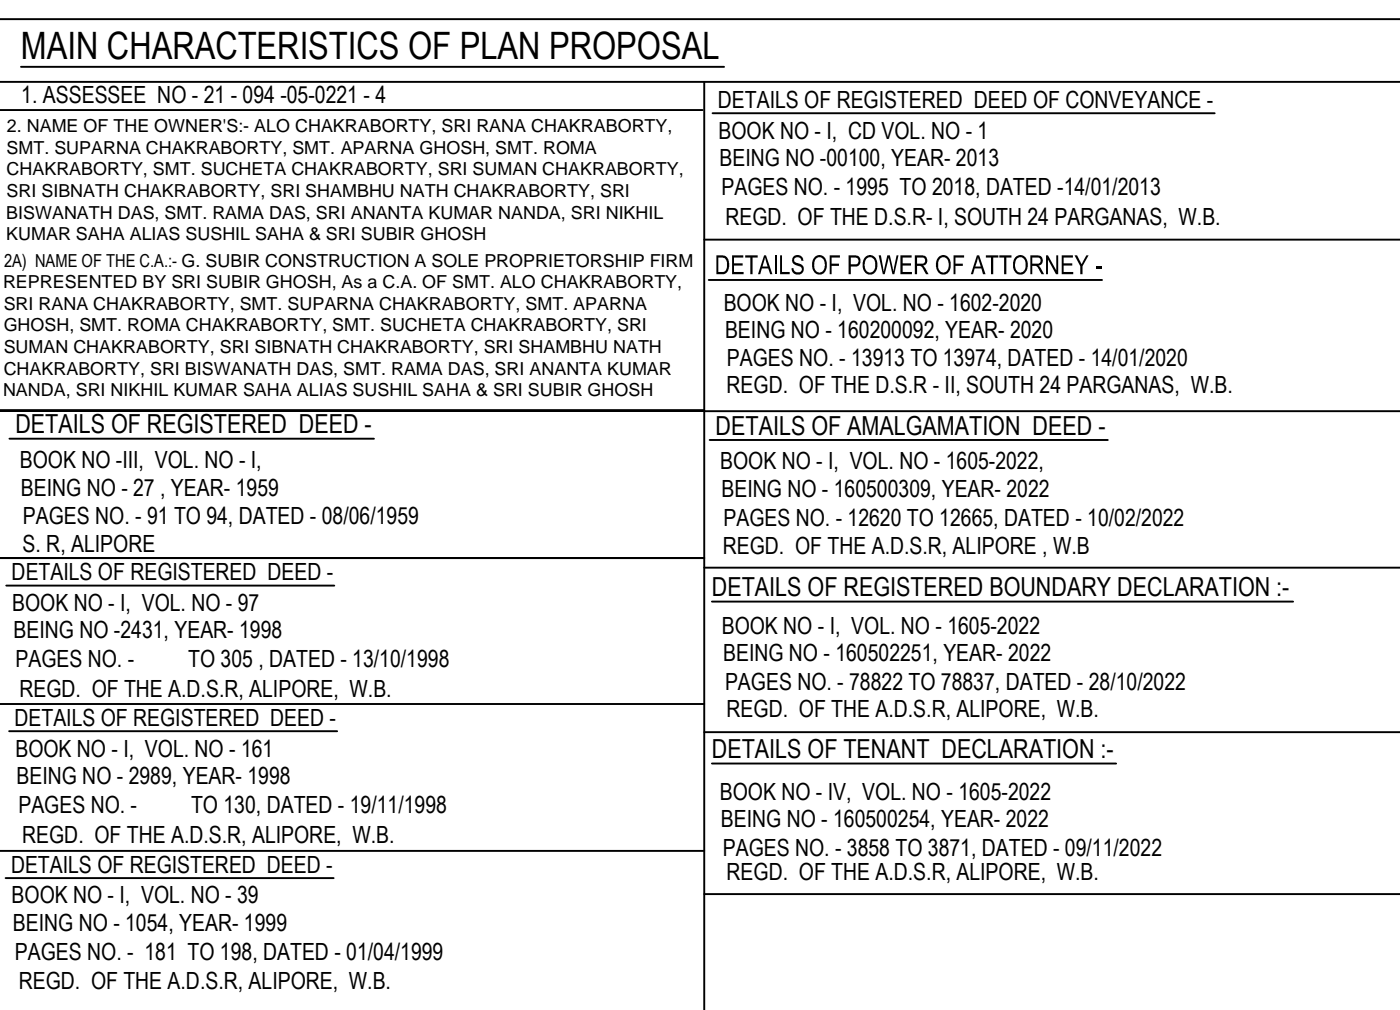 MAIN CHARACTERISTICS OF PLAN PROPOSAL
1. ASSESSEE NO - 21 - 094 -05-0221 - 4
2. NAME OF THE OWNER'S:- ALO CHAKRABORTY, SRI RANA CHAKRABORTY,
SMT. SUPARNA CHAKRABORTY, SMT. APARNA GHOSH, SMT. ROMA
CHAKRABORTY, SMT. SUCHETA CHAKRABORTY, SRI SUMAN CHAKRABORTY,
SRI SIBNATH CHAKRABORTY, SRI SHAMBHU NATH CHAKRABORTY, SRI
BISWANATH DAS, SMT. RAMA DAS, SRI ANANTA KUMAR NANDA, SRI NIKHIL
KUMAR SAHA ALIAS SUSHIL SAHA & SRI SUBIR GHOSH
2A) NAME OF THE C.A.:- G. SUBIR CONSTRUCTION A SOLE PROPRIETORSHIP FIRM
REPRESENTED BY SRI SUBIR GHOSH, As a C.A. OF SMT. ALO CHAKRABORTY,
SRI RANA CHAKRABORTY, SMT. SUPARNA CHAKRABORTY, SMT. APARNA
GHOSH, SMT. ROMA CHAKRABORTY, SMT. SUCHETA CHAKRABORTY, SRI
SUMAN CHAKRABORTY, SRI SIBNATH CHAKRABORTY, SRI SHAMBHU NATH
CHAKRABORTY, SRI BISWANATH DAS, SMT. RAMA DAS, SRI ANANTA KUMAR
NANDA, SRI NIKHIL KUMAR SAHA ALIAS SUSHIL SAHA & SRI SUBIR GHOSH
DETAILS OF REGISTERED DEED -
BOOK NO -III, VOL. NO - I,
BEING NO - 27 , YEAR- 1959
PAGES NO. - 91 TO 94, DATED - 08/06/1959
S. R, ALIPORE
DETAILS OF REGISTERED DEED -
BOOK NO - I, VOL. NO - 97
BEING NO -2431, YEAR- 1998
PAGES NO. - TO 305 , DATED - 13/10/1998
REGD. OF THE A.D.S.R, ALIPORE, W.B.
DETAILS OF REGISTERED DEED -
BOOK NO - I, VOL. NO - 161
BEING NO - 2989, YEAR- 1998
PAGES NO. - TO 130, DATED - 19/11/1998
REGD. OF THE A.D.S.R, ALIPORE, W.B.
DETAILS OF REGISTERED DEED -
BOOK NO - I, VOL. NO - 39
BEING NO - 1054, YEAR- 1999
PAGES NO. - 181 TO 198, DATED - 01/04/1999
REGD. OF THE A.D.S.R, ALIPORE, W.B.
DETAILS OF REGISTERED DEED OF CONVEYANCE -
BOOK NO - I, CD VOL. NO - 1
BEING NO -00100, YEAR- 2013
PAGES NO. - 1995 TO 2018, DATED -14/01/2013
REGD. OF THE D.S.R- I, SOUTH 24 PARGANAS, W.B.
DETAILS OF POWER OF ATTORNEY -
BOOK NO - I, VOL. NO - 1602-2020
BEING NO - 160200092, YEAR- 2020
PAGES NO. - 13913 TO 13974, DATED - 14/01/2020
REGD. OF THE D.S.R - II, SOUTH 24 PARGANAS, W.B.
DETAILS OF AMALGAMATION DEED -
BOOK NO - I, VOL. NO - 1605-2022,
BEING NO - 160500309, YEAR- 2022
PAGES NO. - 12620 TO 12665, DATED - 10/02/2022
REGD. OF THE A.D.S.R, ALIPORE , W.B
DETAILS OF REGISTERED BOUNDARY DECLARATION :-
BOOK NO - I, VOL. NO - 1605-2022
BEING NO - 160502251, YEAR- 2022
PAGES NO. - 78822 TO 78837, DATED - 28/10/2022
REGD. OF THE A.D.S.R, ALIPORE, W.B.
DETAILS OF TENANT DECLARATION :-
BOOK NO - IV, VOL. NO - 1605-2022
BEING NO - 160500254, YEAR- 2022
PAGES NO. - 3858 TO 3871, DATED - 09/11/2022
REGD. OF THE A.D.S.R, ALIPORE, W.B.